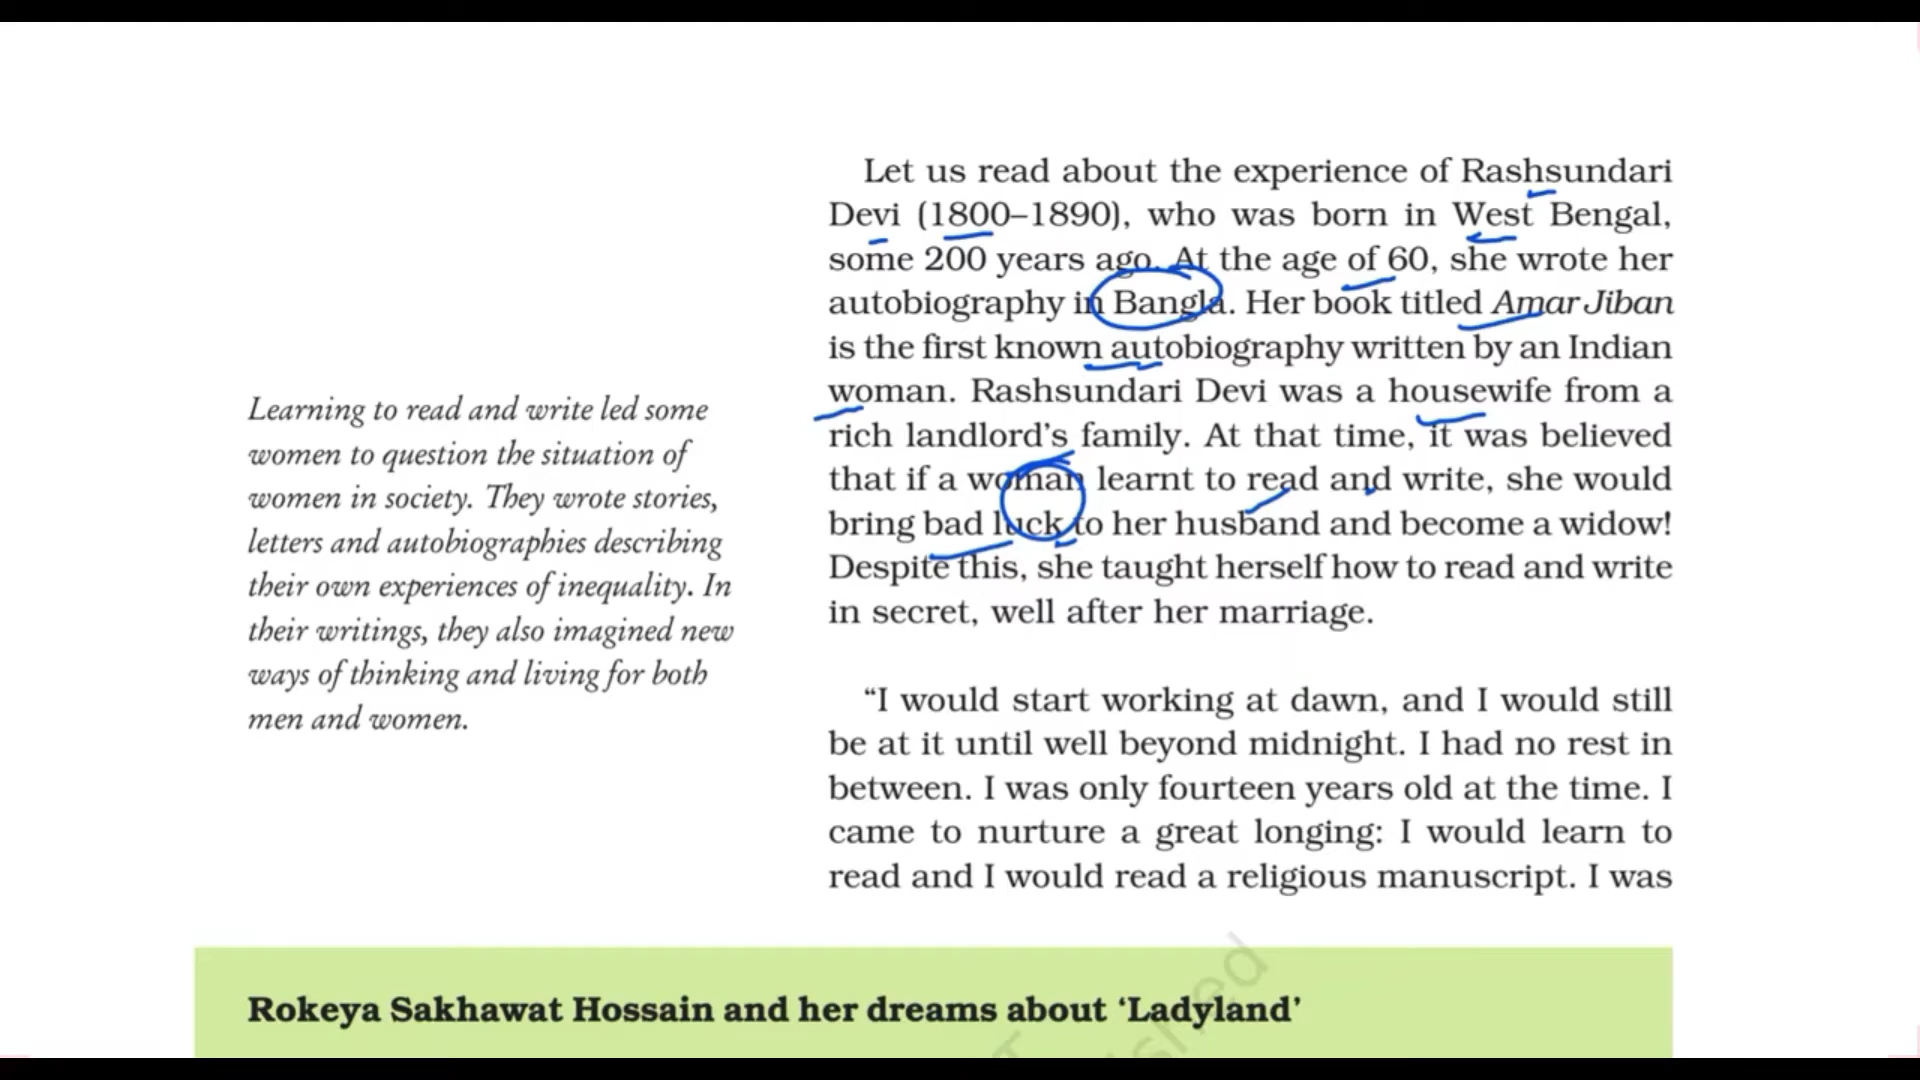 Let us read about the experience of Rashsundari
Devi (1800–1890), who was born in West Bengal,
some 200 years ago. At the age of 60, she wrote her
autobiography in Bangla. Her book titled Amar Jiban
is the first known autobiography written by an Indian
woman. Rashsundari Devi was a housewife from a
rich landlord's family. At that time, it was believed
that if a woman learnt to read and write, she would
bring bad luck to her husband and become a widow!
Despite this, she taught herself how to read and write
in secret, well after her marriage.
Learning to read and write led some
women to question the situation of
women in society. They wrote stories,
letters and autobiographies describing
their own experiences of inequality. In
their writings, they also imagined new
ways of thinking and living for both
men and women.
“I would start working at dawn, and I would still
be at it until well beyond midnight. I had no rest in
between. I was only fourteen years old at the time. I
came to nurture a great longing: I would learn to
read and I would read a religious manuscript. I was
Rokeya Sakhawat Hossain and her dreams about ‘Ladyland’